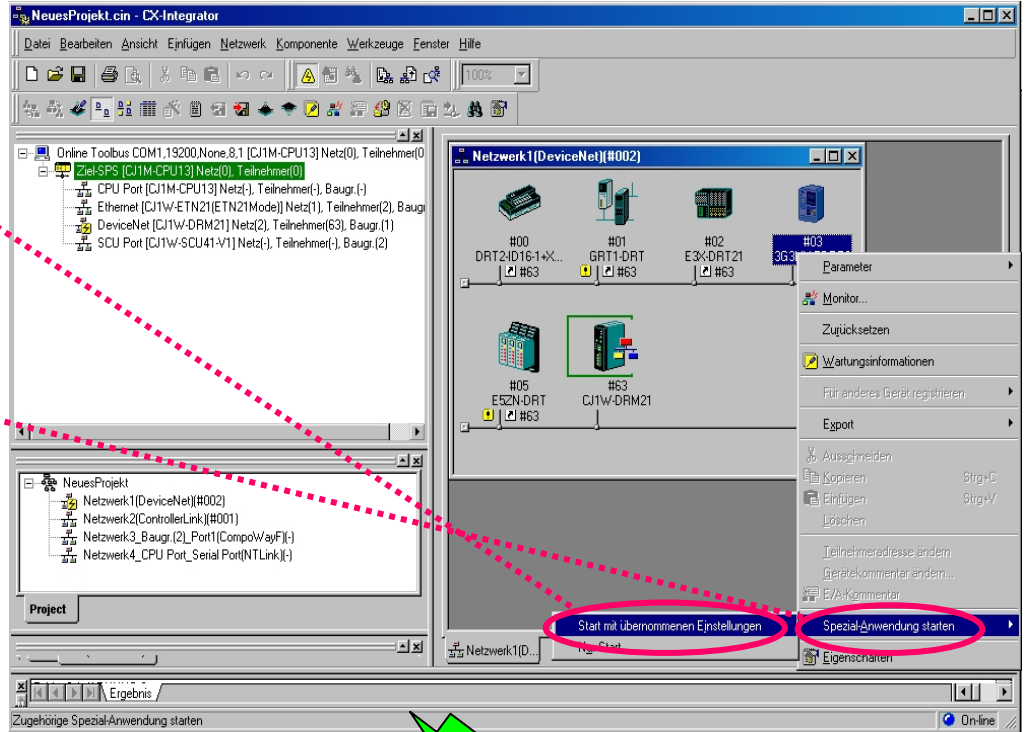 NeuesProjekt.cin - CX-Integrator
Datei Bearbeiten Ansicht Einfügen Netzwerk Komponente Werkzeuge Fenster Hilfe
100%
Online Toolbus COM1,19200,None,8,1 [CJ1M-CPU13] Netz(0), Teilnehmer(0
Ziel-SPS [CJ1M-CPU13] Netz(0), Teilnehmer(0)
CPU Port [CJ1M-CPU13] Netz(-), Teilnehmer(-), Baugr.(-)
Ethernet [CJ1W-ETN21(ETN21Mode)] Netz(1), Teilnehmer(2), Baugr
DeviceNet [CJ1W-DRM21] Netz(2), Teilnehmer(63), Baugr.(1)
SCU Port [CJ1W-SCU41-V1] Netz(-), Teilnehmer(-), Baugr.(2)
NeuesProjekt
Netzwerk1(DeviceNet)(#002)
Netzwerk2(ControllerLink)(#001)
Netzwerk3_Baugr.(2)_Port1(CompoWayF)(-)
Netzwerk4_CPU Port_Serial Port(NTLink)(-)
Project
Netzwerk1(DeviceNet)(#002)
#00
DRT2-ID16-1+X...
#63
#01
GRT1-DRT
#63
#02
E3X-DRT21
#63
#03
#05
E5ZN-DRT
#63
#63
CJ1W-DRM21
Parameter
Monitor...
Zurücksetzen
Wartungsinformationen
Für anderes Gerät registrieren
Export
Ausschneiden
Kopieren Strg+C
Einfügen Strg+V
Löschen
Teilnehmeradresse ändern
Gerätekommentar ändern...
E/A-Kommentar
Spezial-Anwendung starten
Eigenschaften
Start mit übernommenen Einstellungen
Netzwerk1(D...
Ergebnis
Zugehörige Spezial-Anwendung starten
On-line